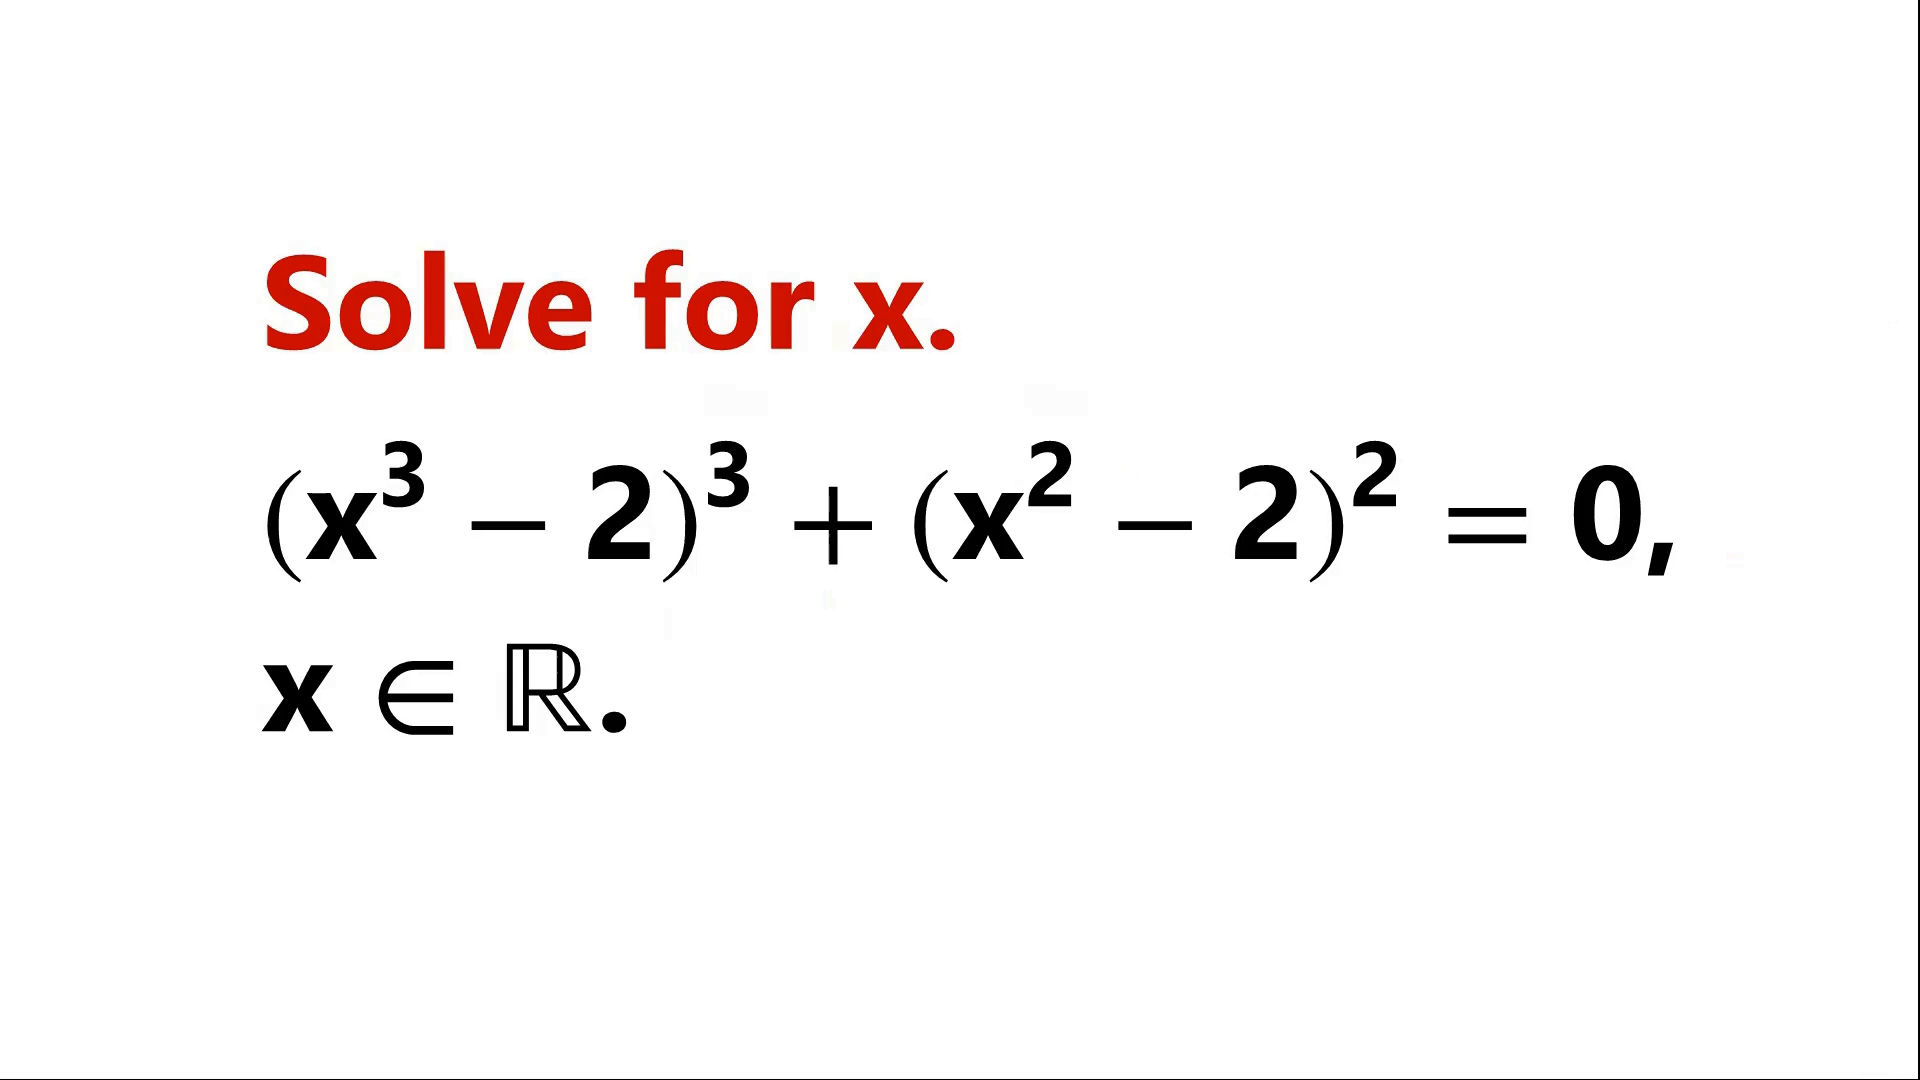 Solve for x.
(x³ − 2)³ + (x² − 2)² = 0,
x ∈ ℝ.